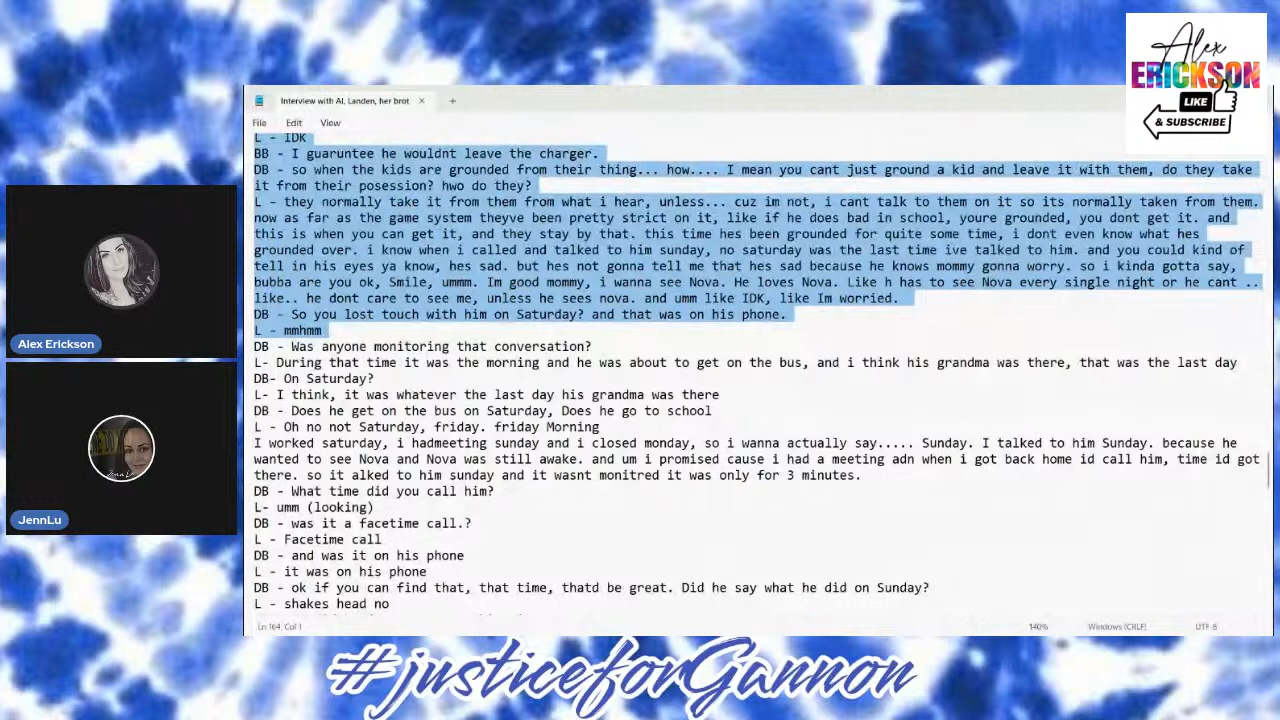 Alex
ERICKSON
LIKE
& SUBSCRIBE
Interview with Al, Landen, her brot
File Edit View
L - IDK
BB - I guaruntee he wouldnt leave the charger.
DB - so when the kids are grounded from their thing... how.... I mean you cant just ground a kid and leave it with them, do they take
it from their posession? hwo do they?
L - they normally take it from them from what i hear, unless... cuz im not, i cant talk to them on it so its normally taken from them.
now as far as the game system theyve been pretty strict on it, like if he does bad in school, youre grounded, you dont get it. and
this is when you can get it, and they stay by that. this time hes been grounded for quite some time, i dont even know what hes
grounded over. i know when i called and talked to him sunday, no saturday was the last time ive talked to him. and you could kind of
tell in his eyes ya know, hes sad. but hes not gonna tell me that hes sad because he knows mommy gonna worry. so i kinda gotta say,
bubba are you ok, Smile, ummm. Im good mommy, i wanna see Nova. He loves Nova. Like h has to see Nova every single night or he cant ..
like.. he dont care to see me, unless he sees nova. and umm like IDK, like Im worried.
DB - So you lost touch with him on Saturday? and that was on his phone.
L - mmhmm
DB - Was anyone monitoring that conversation?
L- During that time it was the morning and he was about to get on the bus, and i think his grandma was there, that was the last day
DB- On Saturday?
L- I think, it was whatever the last day his grandma was there
DB - Does he get on the bus on Saturday, Does he go to school
L - Oh no not Saturday, friday. friday Morning
I worked saturday, i hadmeeting sunday and i closed monday, so i wanna actually say..... Sunday. I talked to him Sunday. because he
wanted to see Nova and Nova was still awake. and um i promised cause i had a meeting adn when i got back home id call him, time id got
there. so it alked to him sunday and it wasnt monitred it was only for 3 minutes.
DB - What time did you call him?
L- umm (looking)
DB - was it a facetime call.?
L - Facetime call
DB - and was it on his phone
L - it was on his phone
DB - ok if you can find that, that time, thatd be great. Did he say what he did on Sunday?
L - shakes head no
Ln 164, Col 1 140% Windows (CRLF) UTF-8
Alex Erickson
JennLu
#justiceforGannon